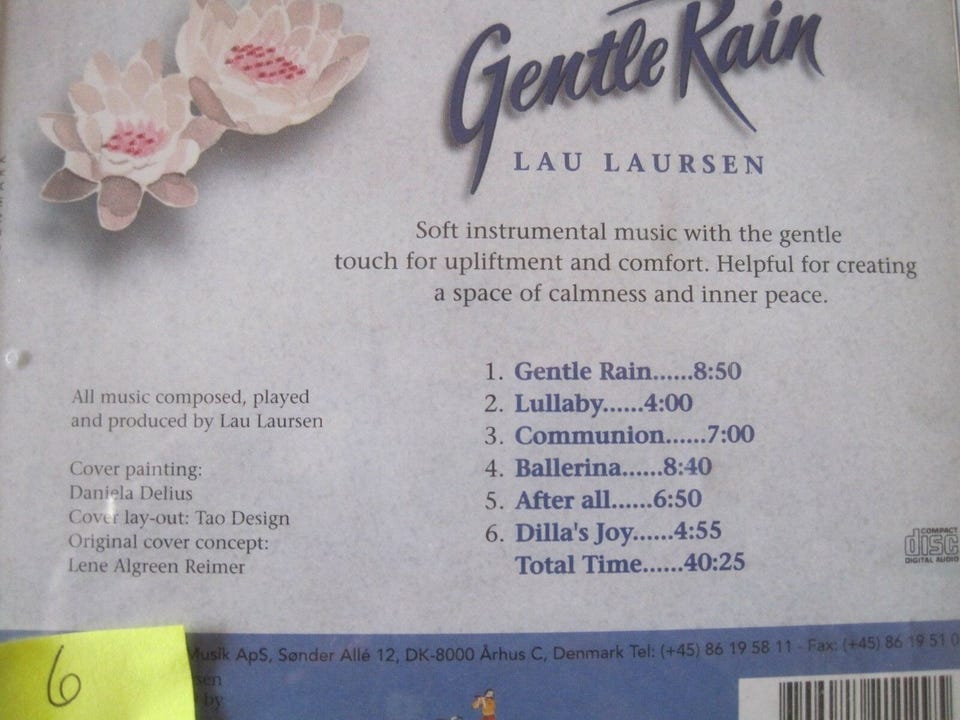 Gentle Rain
LAU LAURSEN
Soft instrumental music with the gentle
touch for upliftment and comfort. Helpful for creating
a space of calmness and inner peace.
1. Gentle Rain......8:50
2. Lullaby......4:00
3. Communion......7:00
4. Ballerina......8:40
5. After all......6:50
6. Dilla's Joy......4:55
Total Time......40:25
All music composed, played
and produced by Lau Laursen
Cover painting:
Daniela Delius
Cover lay-out: Tao Design
Original cover concept:
Lene Algreen Reimer
COMPACT
disc
DIGITAL AUDIO
Musik ApS, Sønder Allé 12, DK-8000 Århus C, Denmark Tel: (+45) 86 19 58 11 - Fax: (+45) 86 19 51 0
sen
by
6